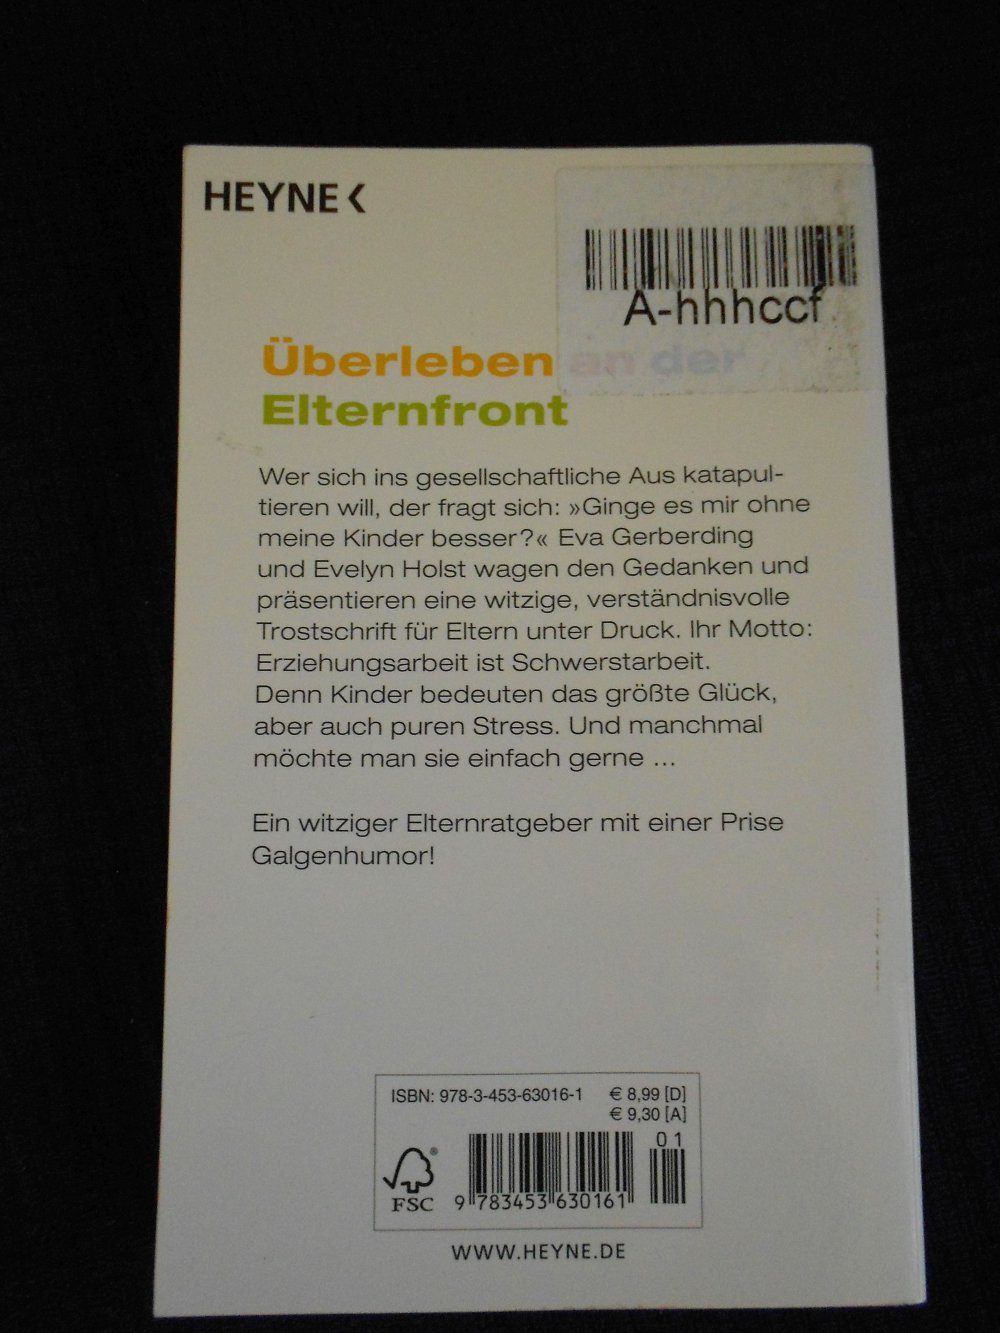 HEYNE
A-hhhccf
Überleben an der
Elternfront
Wer sich ins gesellschaftliche Aus katapul-
tieren will, der fragt sich: »Ginge es mir ohne
meine Kinder besser?« Eva Gerberding
und Evelyn Holst wagen den Gedanken und
präsentieren eine witzige, verständnisvolle
Trostschrift für Eltern unter Druck. Ihr Motto:
Erziehungsarbeit ist Schwerstarbeit.
Denn Kinder bedeuten das größte Glück,
aber auch puren Stress. Und manchmal
möchte man sie einfach gerne ...
Ein witziger Elternratgeber mit einer Prise
Galgenhumor!
ISBN: 978-3-453-63016-1 € 8,99 [D]
€ 9,30 [A]
01
FSC ®
9 783453 630161
WWW.HEYNE.DE